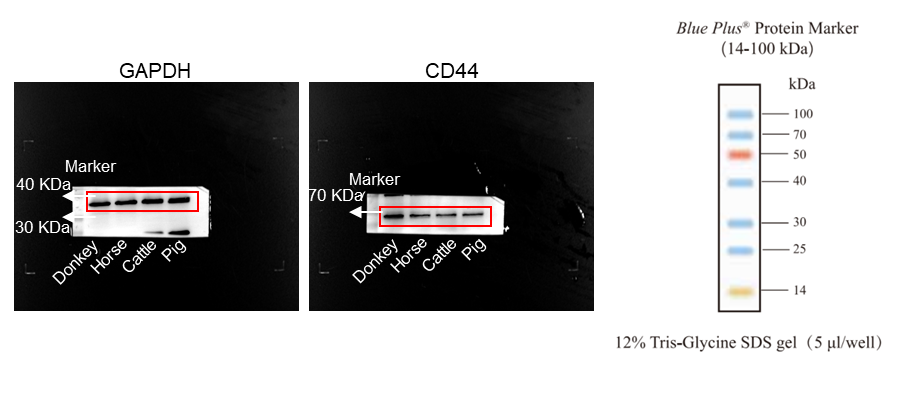 GAPDH
Marker
40 KDa
30 KDa
Donkey
Horse
Cattle
Pig
CD44
Marker
70 KDa
Donkey
Horse
Cattle
Pig
Blue Plus® Protein Marker
(14-100 kDa)
kDa
100
70
50
40
30
25
14
12% Tris-Glycine SDS gel（5 μl/well）